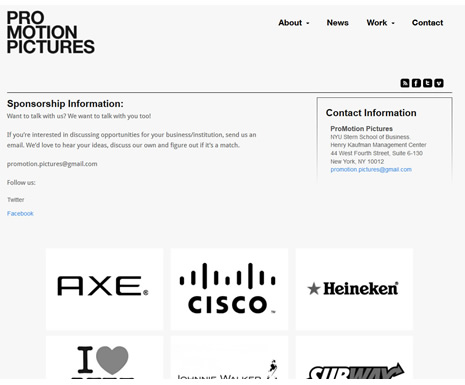 PRO
MOTION
PICTURES
About News Work Contact
Sponsorship Information:
Want to talk with us? We want to talk with you too!
If you're interested in discussing opportunities for your business/institution, send us an
email. We'd love to hear your ideas, discuss our own and figure out if it's a match.
promotion.pictures@gmail.com
Follow us:
Twitter
Facebook
Contact Information
ProMotion Pictures
NYU Stern School of Business
Henry Kaufman Management Center
44 West Fourth Street, Suite 6-130
New York, NY 10012
promotion.pictures@gmail.com
AXE®
CISCO™
Heineken®
I
JOHNNIE WALKER
SUBWAY